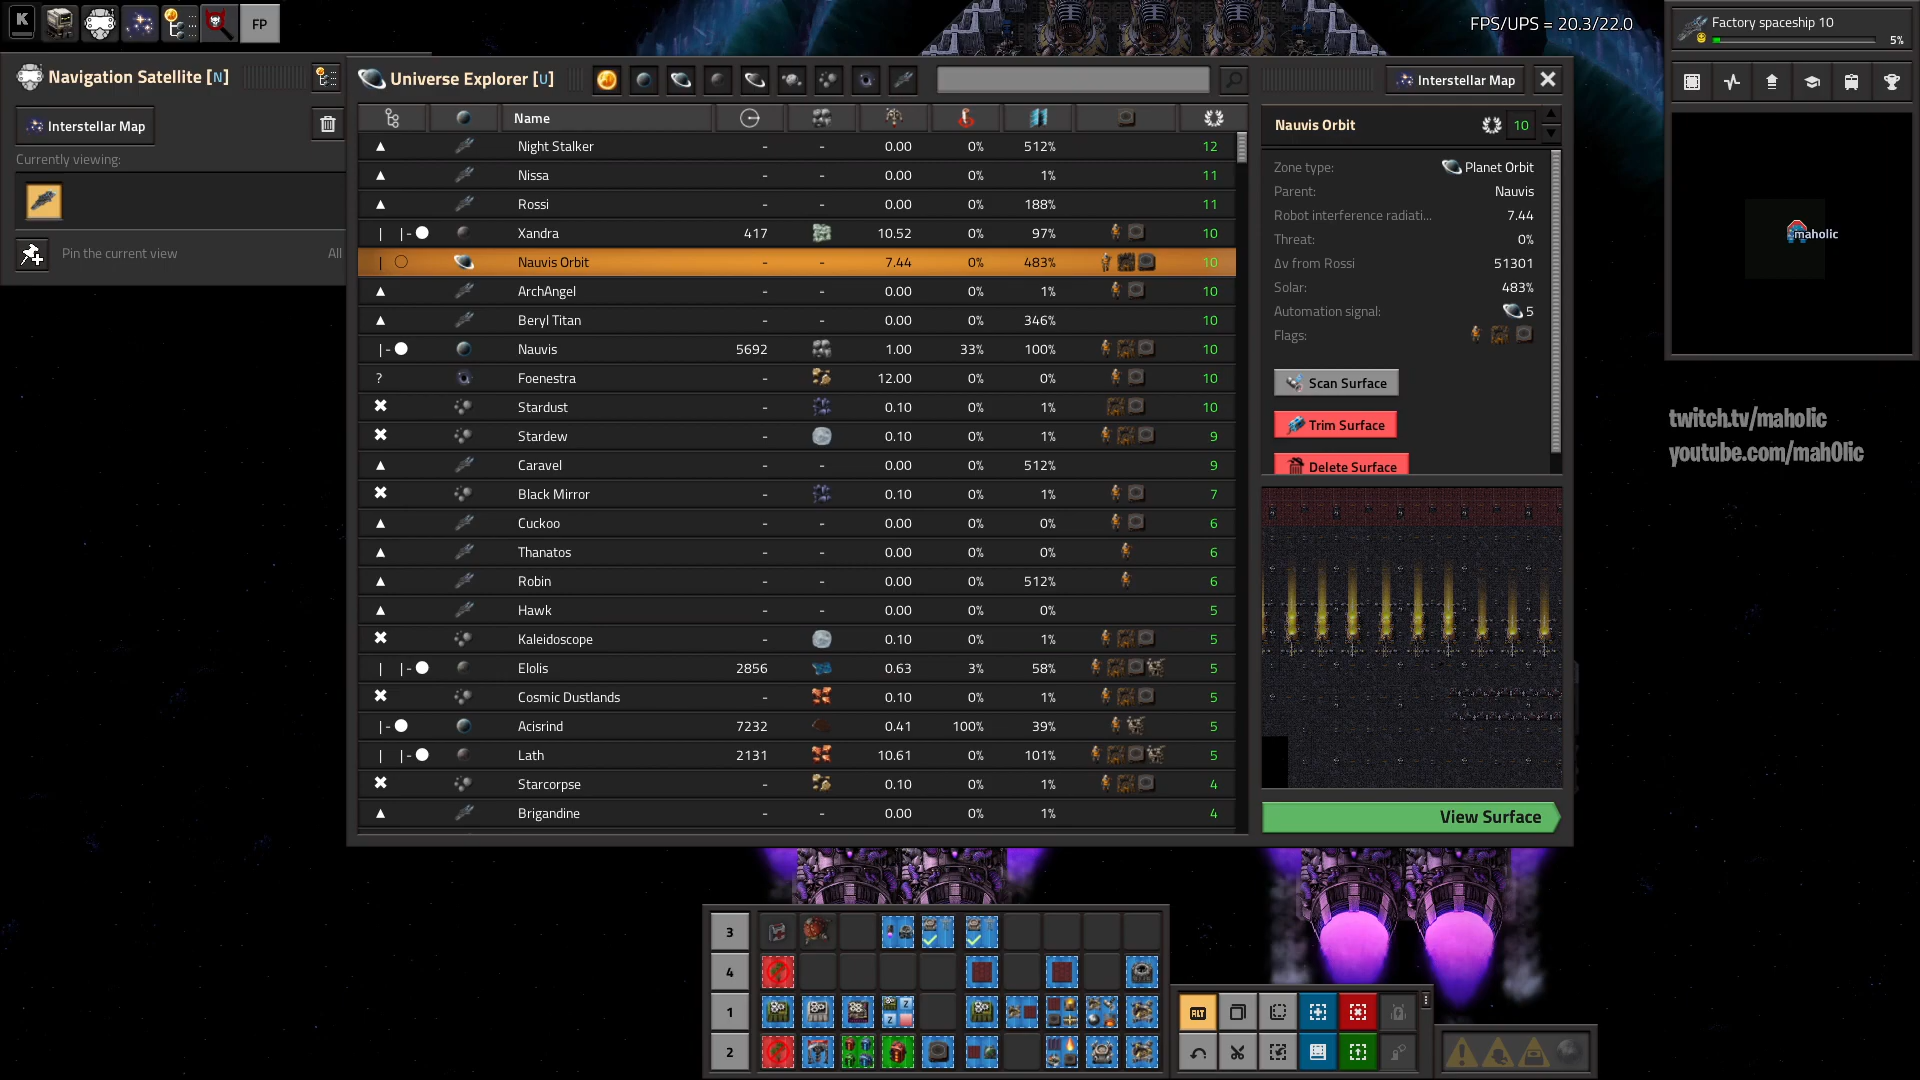 K FP
FPS/UPS = 20.3/22.0
Factory spaceship 10
5%
Navigation Satellite [N]
Interstellar Map
Currently viewing:
Pin the current view All
Universe Explorer [U]
Interstellar Map
Name
Night Stalker - - 0.00 0% 512% 12
Nissa - - 0.00 0% 1% 11
Rossi - - 0.00 0% 188% 11
Xandra 417 10.52 0% 97% 10
Nauvis Orbit - - 7.44 0% 483% 10
ArchAngel - - 0.00 0% 1% 10
Beryl Titan - - 0.00 0% 346% 10
Nauvis 5692 1.00 33% 100% 10
? Foenestra - 12.00 0% 0% 10
Stardust - 0.10 0% 1% 10
Stardew - 0.10 0% 1% 9
Caravel - - 0.00 0% 512% 9
Black Mirror - 0.10 0% 1% 7
Cuckoo - - 0.00 0% 0% 6
Thanatos - - 0.00 0% 0% 6
Robin - - 0.00 0% 512% 6
Hawk - - 0.00 0% 0% 5
Kaleidoscope - 0.10 0% 1% 5
Elolis 2856 0.63 3% 58% 5
Cosmic Dustlands - 0.10 0% 1% 5
Acisrind 7232 0.41 100% 39% 5
Lath 2131 10.61 0% 101% 5
Starcorpse - 0.10 0% 1% 4
Brigandine - - 0.00 0% 1% 4
Nauvis Orbit 10
Zone type: Planet Orbit
Parent: Nauvis
Robot interference radiati... 7.44
Threat: 0%
Δv from Rossi 51301
Solar: 483%
Automation signal: 5
Flags:
Scan Surface
Trim Surface
Delete Surface
View Surface
maholic
twitch.tv/maholic
youtube.com/mah0lic
3
4
1
2
Z
Z
ALT